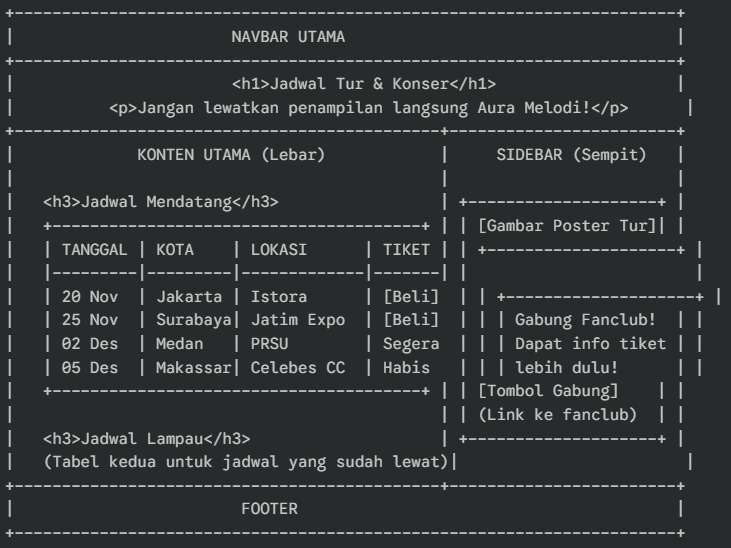 NAVBAR UTAMA
<h1>Jadwal Tur & Konser</h1>
<p>Jangan lewatkan penampilan langsung Aura Melodi!</p>
KONTEN UTAMA (Lebar) | SIDEBAR (Sempit)
<h3>Jadwal Mendatang</h3>
[Gambar Poster Tur]
TANGGAL | KOTA | LOKASI | TIKET
20 Nov | Jakarta | Istora | [Beli]
25 Nov | Surabaya| Jatim Expo | [Beli] | Gabung Fanclub!
02 Des | Medan | PRSU | Segera | Dapat info tiket
05 Des | Makassar| Celebes CC | Habis | lebih dulu!
[Tombol Gabung]
(Link ke fanclub)
<h3>Jadwal Lampau</h3>
(Tabel kedua untuk jadwal yang sudah lewat)
FOOTER